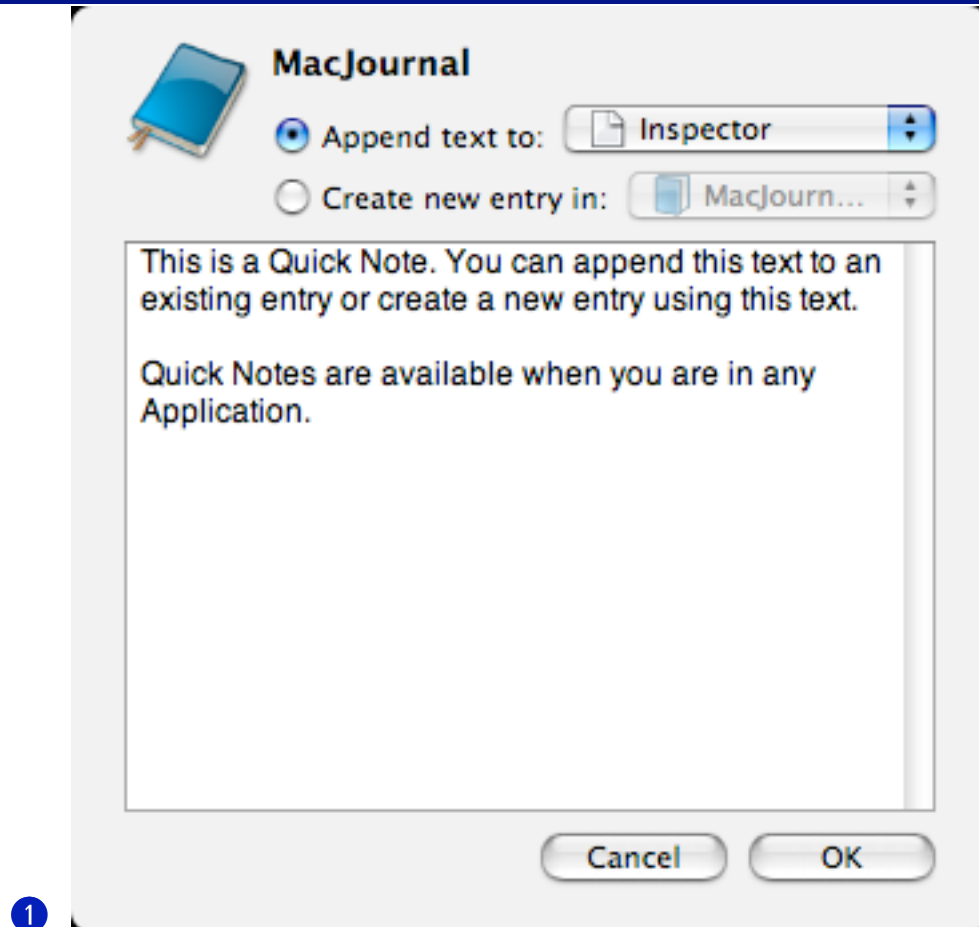 MacJournal
Append text to: Inspector
Create new entry in: MacJourn...
This is a Quick Note. You can append this text to an
existing entry or create a new entry using this text.
Quick Notes are available when you are in any
Application.
Cancel OK
1